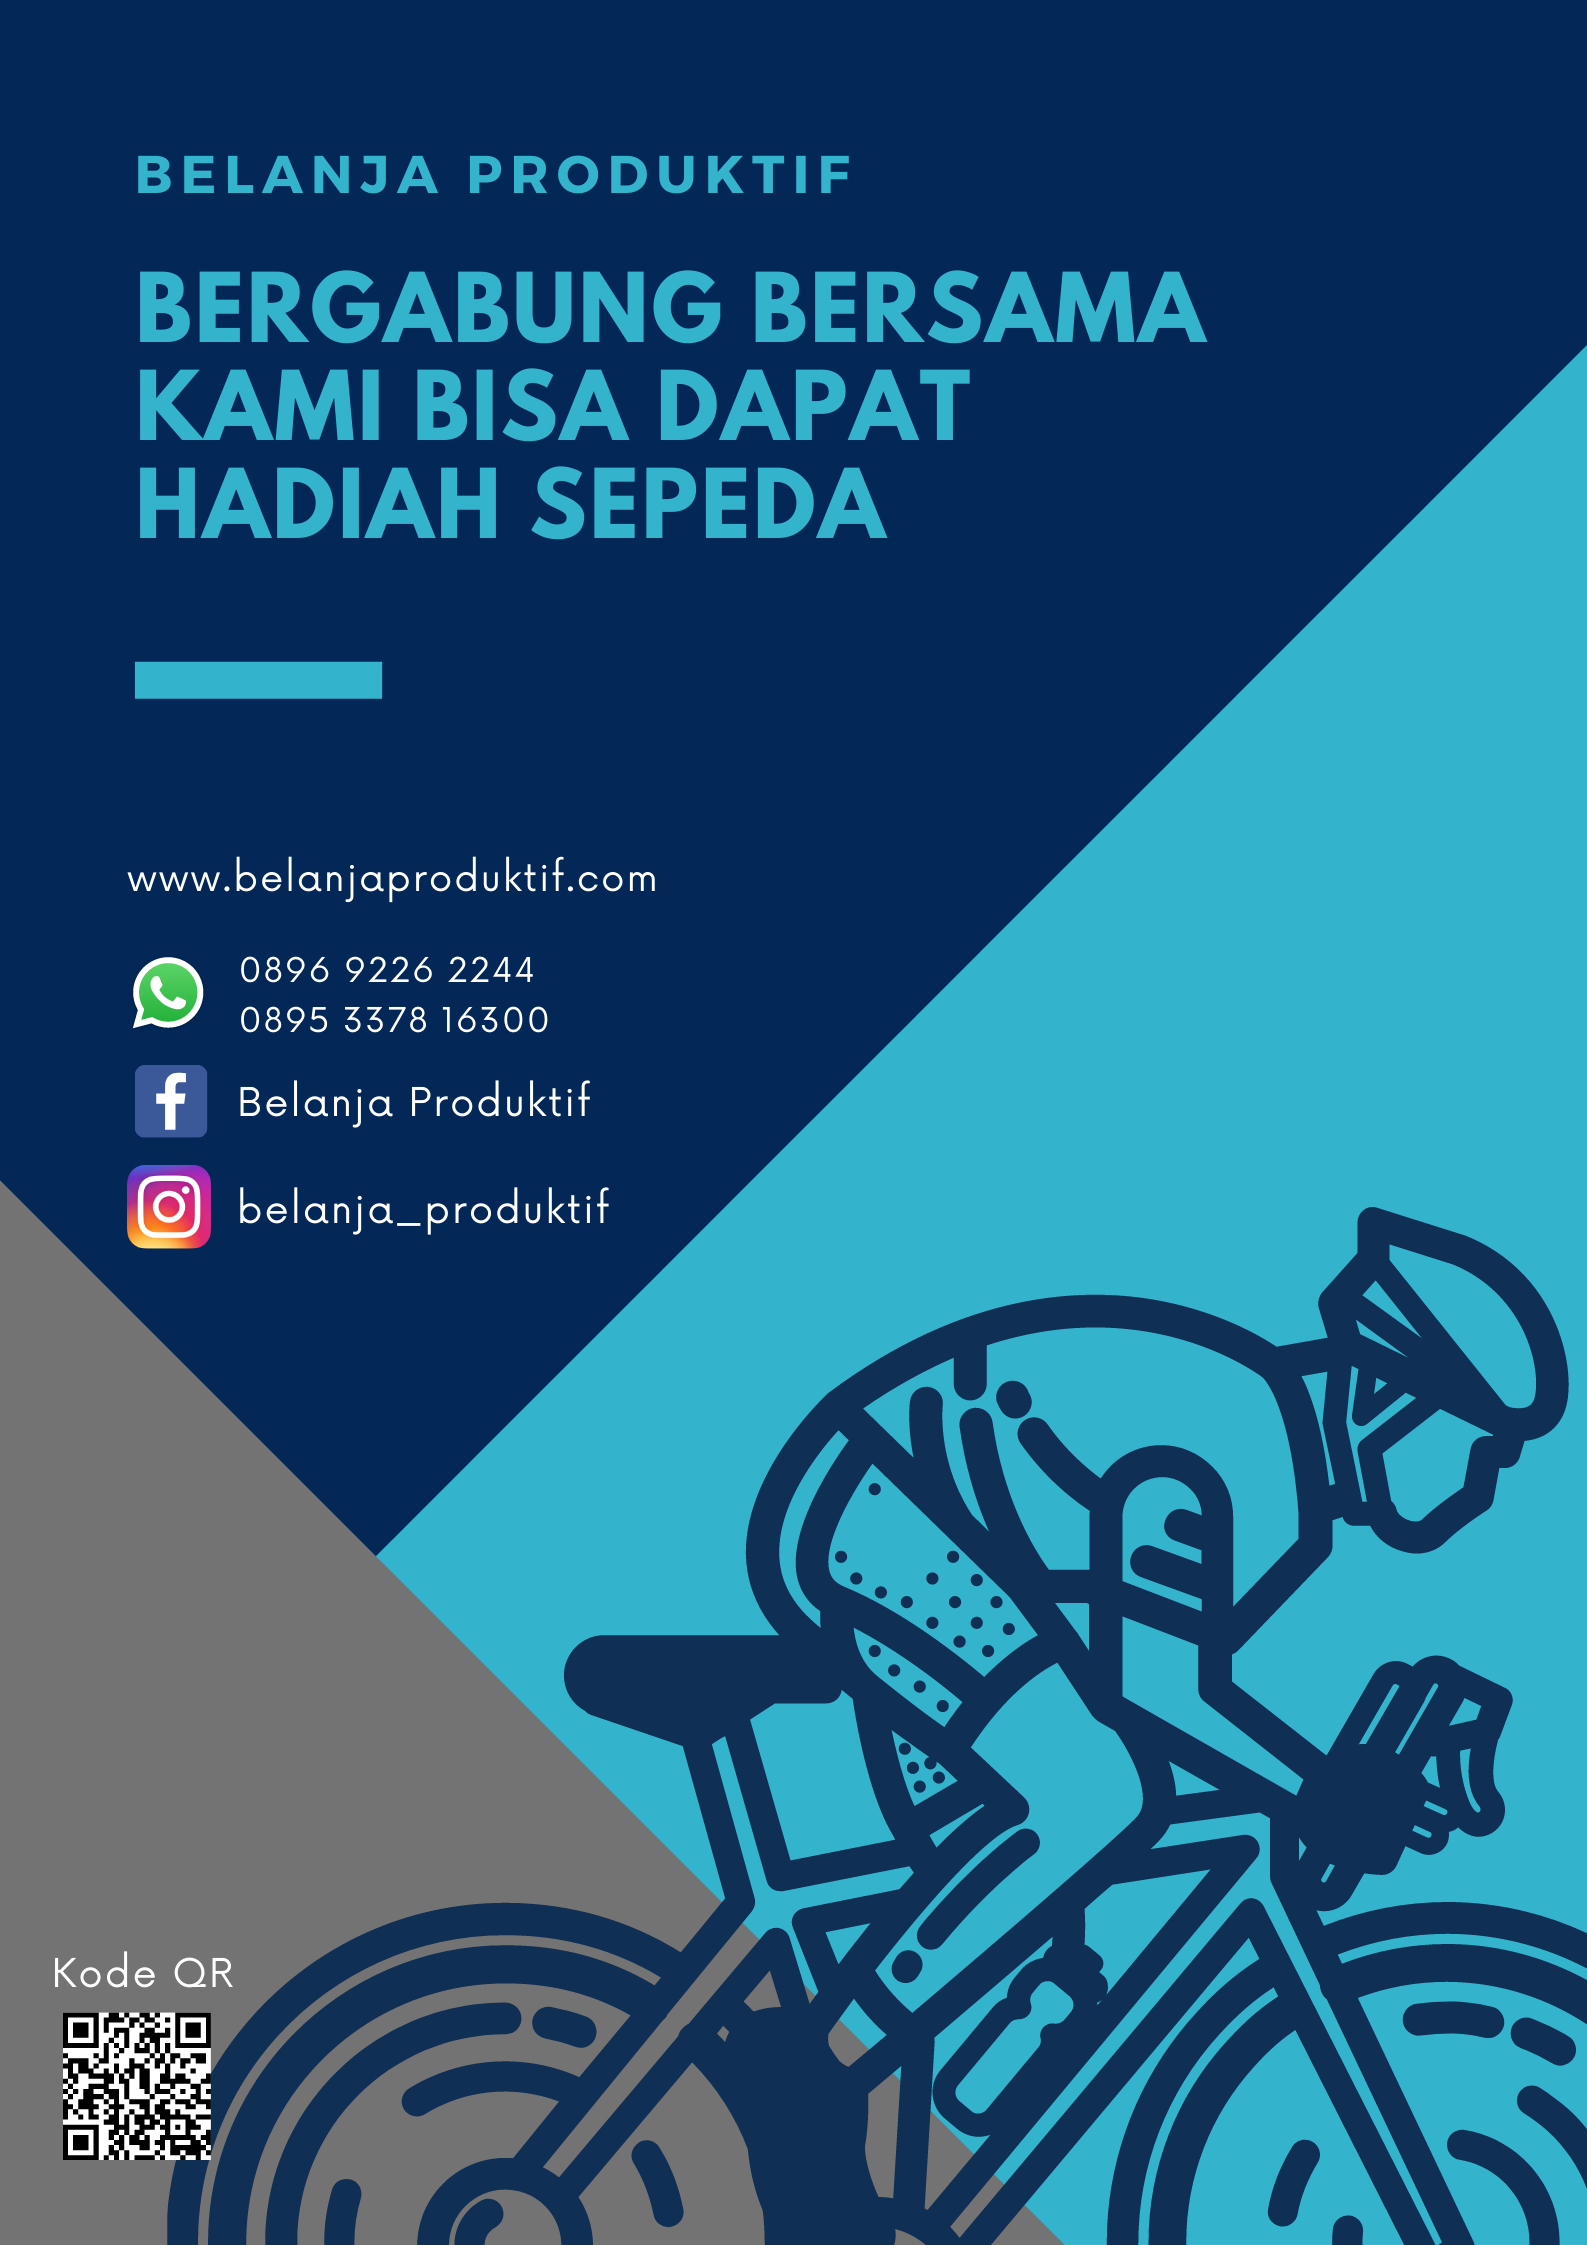 BELANJA PRODUKTIF
BERGABUNG BERSAMA
KAMI BISA DAPAT
HADIAH SEPEDA
www.belanjaproduktif.com
0896 9226 2244
0895 3378 16300
Belanja Produktif
belanja_produktif
Kode QR